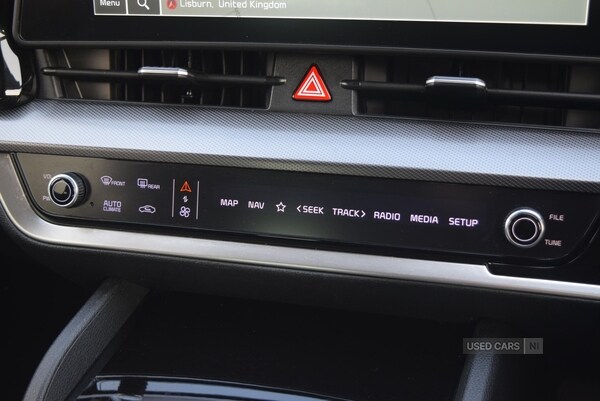 Menu Lisburn, United Kingdom
VOL FRONT REAR
MAP NAV <SEEK TRACK> RADIO MEDIA SETUP FILE
AUTO
CLIMATE
TUNE
USED CARS NI